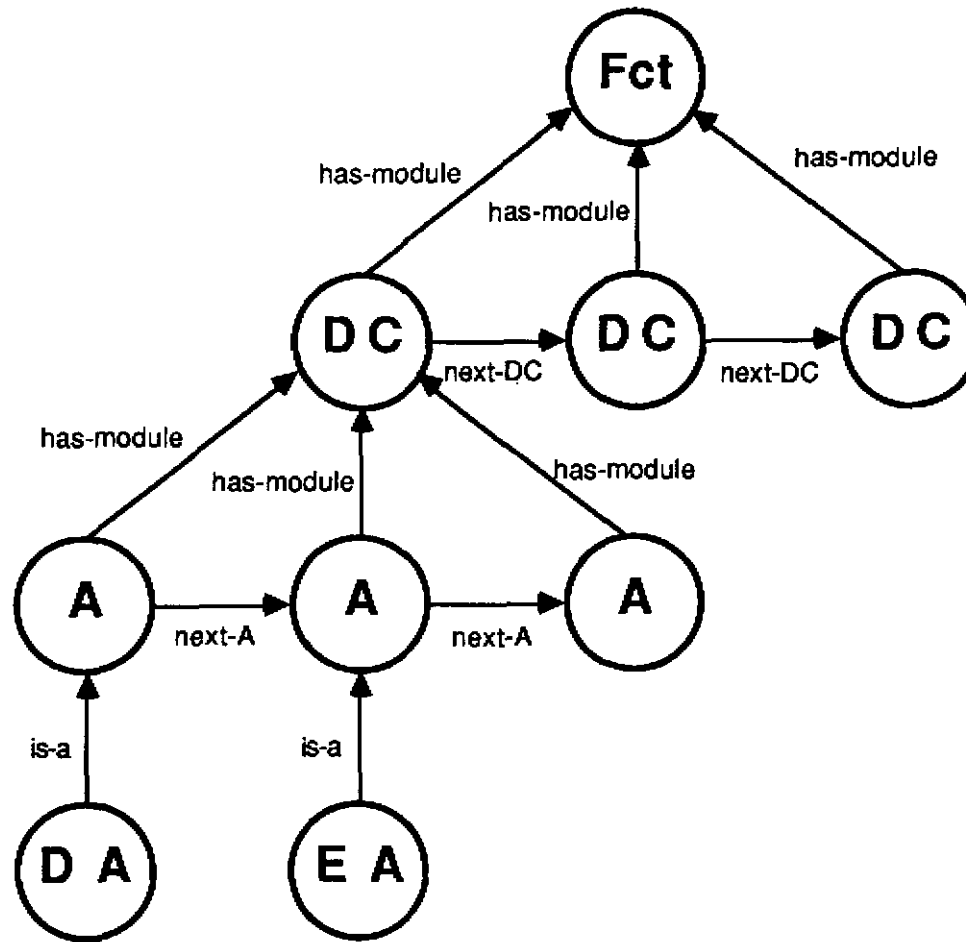 Fct
has-module
has-module
has-module
D C
next-DC
D C
next-DC
D C
has-module
has-module
has-module
A
next-A
A
next-A
A
is-a
is-a
D A
E A